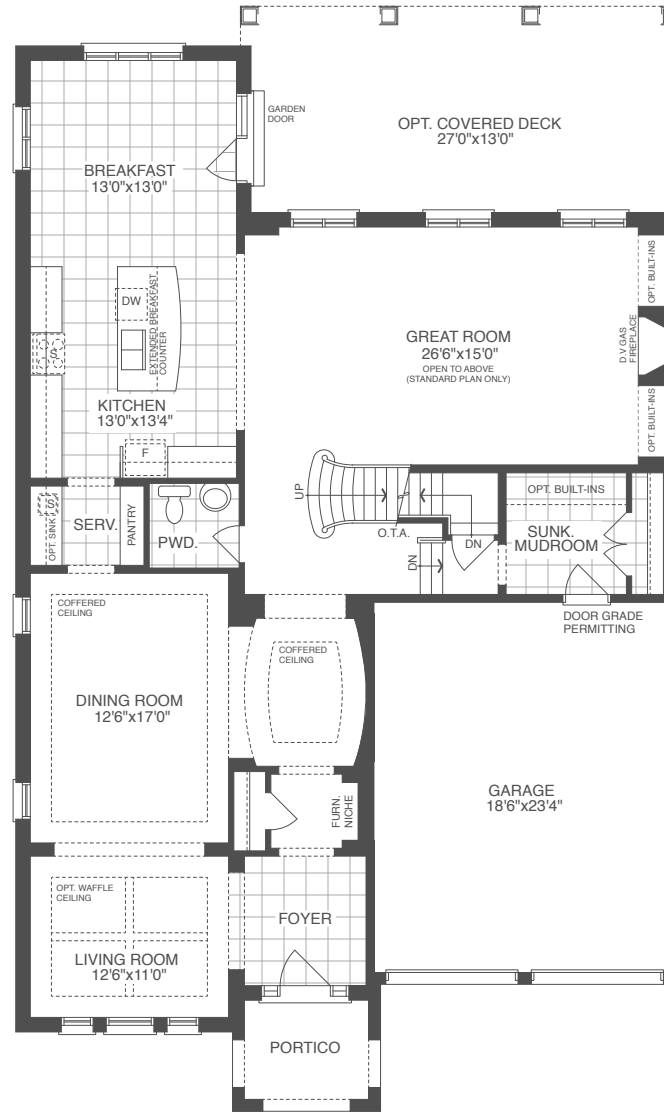 GARDEN
DOOR
OPT. COVERED DECK
27'0"x13'0"
BREAKFAST
13'0"x13'0"
DW
EXTENDED BREAKFAST
COUNTER
S
GREAT ROOM
26'6"x15'0"
OPEN TO ABOVE
(STANDARD PLAN ONLY)
OPT. BUILT-INS
D.V GAS
FIREPLACE
OPT. BUILT-INS
KITCHEN
13'0"x13'4"
F
UP
OPT. BUILT-INS
S
OPT. SINK
SERV.
PANTRY
PWD.
O.T.A.
DN
DN
SUNK.
MUDROOM
DOOR GRADE
PERMITTING
COFFERED
CEILING
COFFERED
CEILING
DINING ROOM
12'6"x17'0"
FURN.
NICHE
GARAGE
18'6"x23'4"
OPT. WAFFLE
CEILING
FOYER
LIVING ROOM
12'6"x11'0"
PORTICO